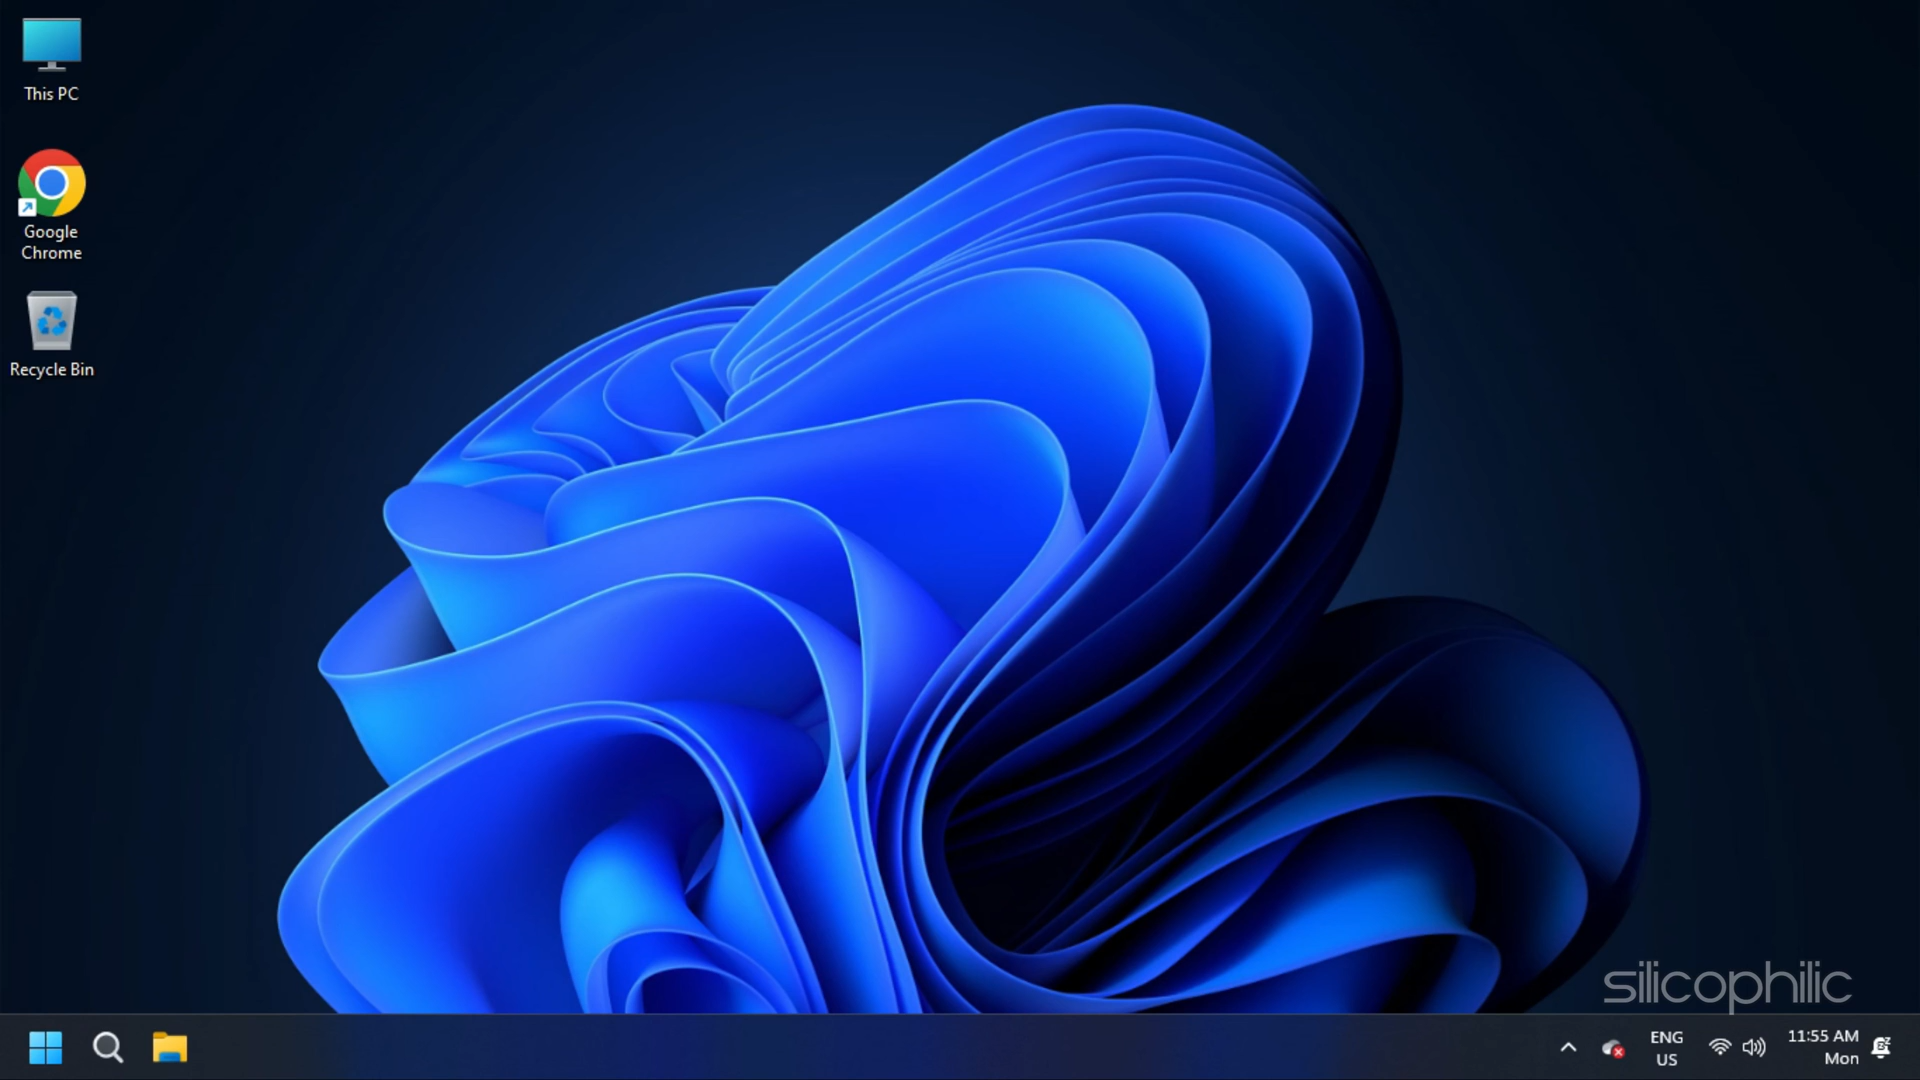 This PC
Google
Chrome
Recycle Bin
silicophilic
ENG
US
11:55 AM
Mon